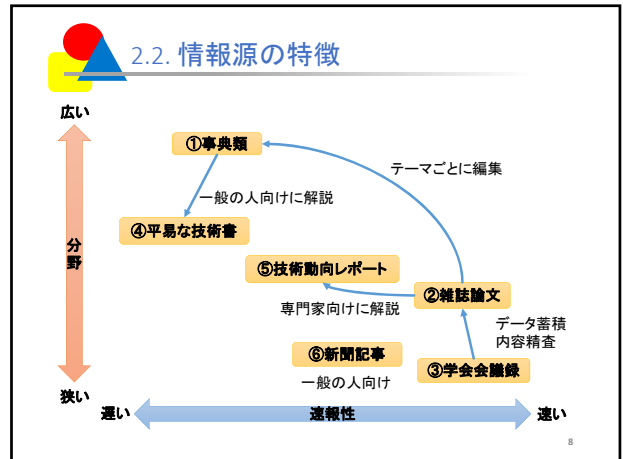 2.2. 情報源の特徴
広い
①事典類
テーマごとに編集
一般の人向けに解説
④平易な技術書
分
野
⑤技術動向レポート
②雑誌論文
専門家向けに解説
データ蓄積
内容精査
⑥新聞記事
③学会会議録
一般の人向け
狭い
遅い
速報性
速い
8